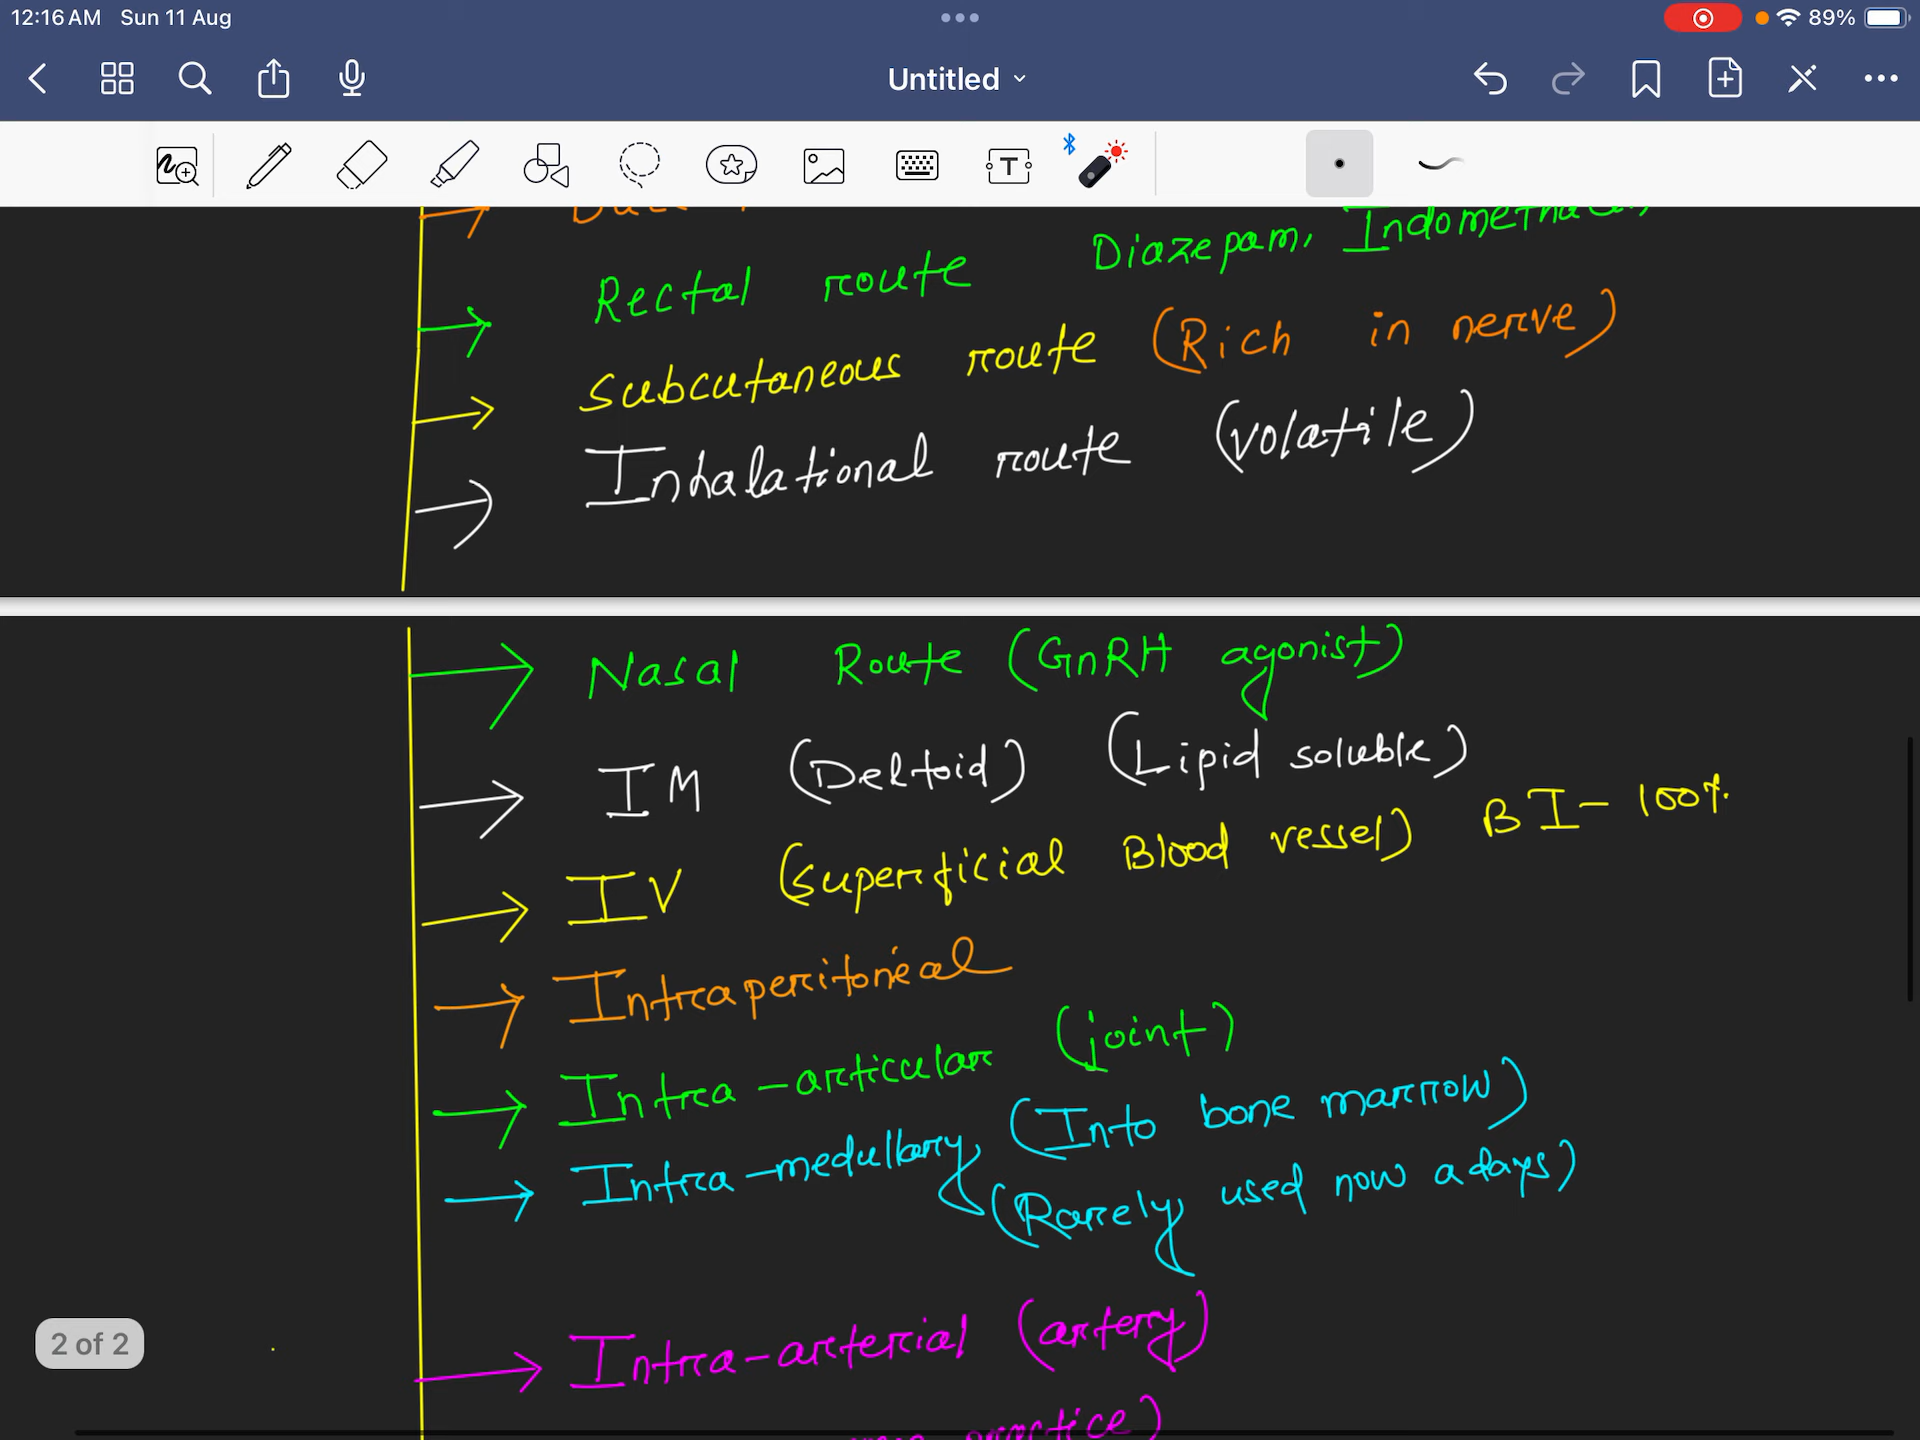 12:16 AM Sun 11 Aug
89%
Untitled
T
Rectal route Diazepam,
Subcutaneous route (Rich in nerve)
Inhalational route (volatile)
Nasal Route (GnRH agonist)
IM (Deltoid) (Lipid soluble)
IV (superficial Blood vessel) BI - 100%
Intraperitoneal
Intra-articular (joint)
Intra-medullary (Into bone marrow)
(Rarely used now a days)
2 of 2
Intra-arterial (artery)
practice)